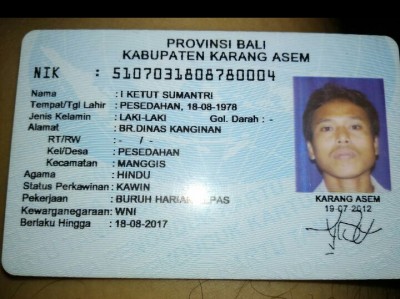 PROVINSI BALI
KABUPATEN KARANG ASEM
NIK : 5107031808780004
Nama : I KETUT SUMANTRI
Tempat/Tgl Lahir : PESEDAHAN, 18-08-1978
Jenis Kelamin : LAKI-LAKI Gol. Darah : -
Alamat : BR.DINAS KANGINAN
RT/RW : - / -
Kel/Desa : PESEDAHAN
Kecamatan : MANGGIS
Agama : HINDU
Status Perkawinan : KAWIN
Pekerjaan : BURUH HARIAN
Kewarganegaraan : WNI
Berlaku Hingga : 18-08-2017
KARANG ASEM
19-07-2012